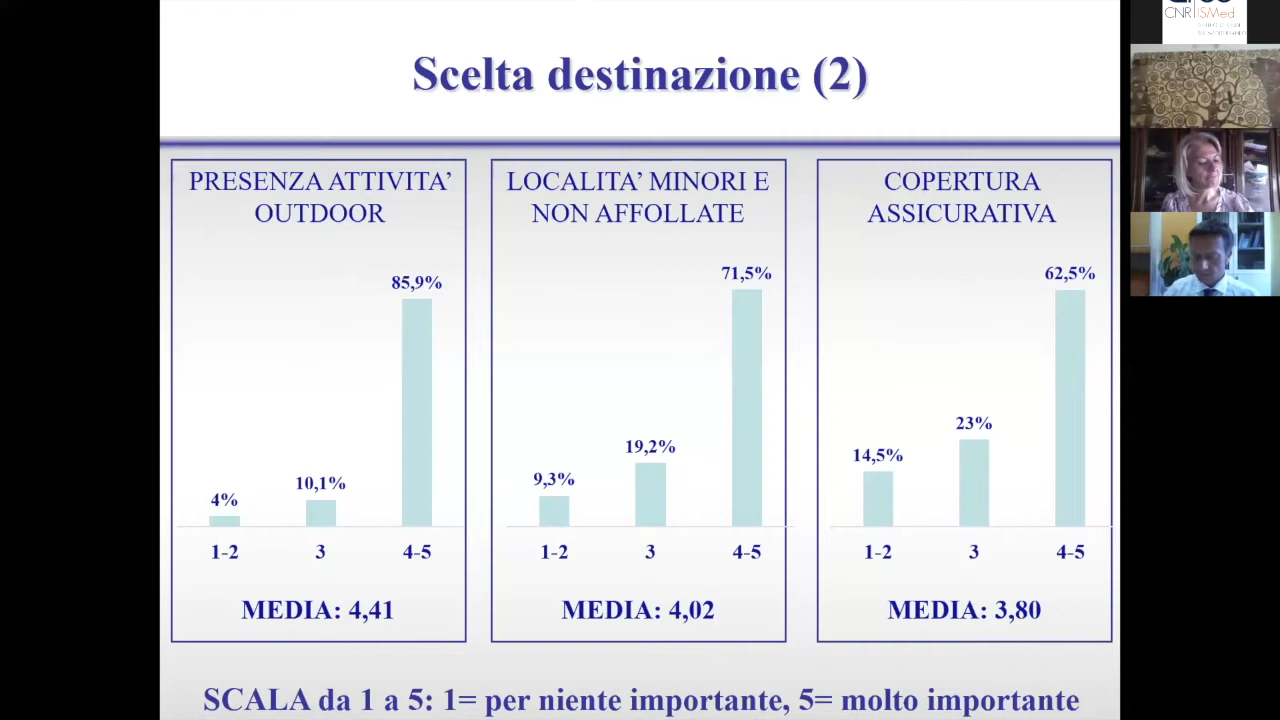 Scelta destinazione (2)
PRESENZA ATTIVITA’
OUTDOOR
85,9%
10,1%
4%
1-2
3
4-5
MEDIA: 4,41
LOCALITA’ MINORI E
NON AFFOLLATE
71,5%
19,2%
9,3%
1-2
3
4-5
MEDIA: 4,02
COPERTURA
ASSICURATIVA
62,5%
23%
14,5%
1-2
3
4-5
MEDIA: 3,80
SCALA da 1 a 5: 1= per niente importante, 5= molto importante
CNR ISMed